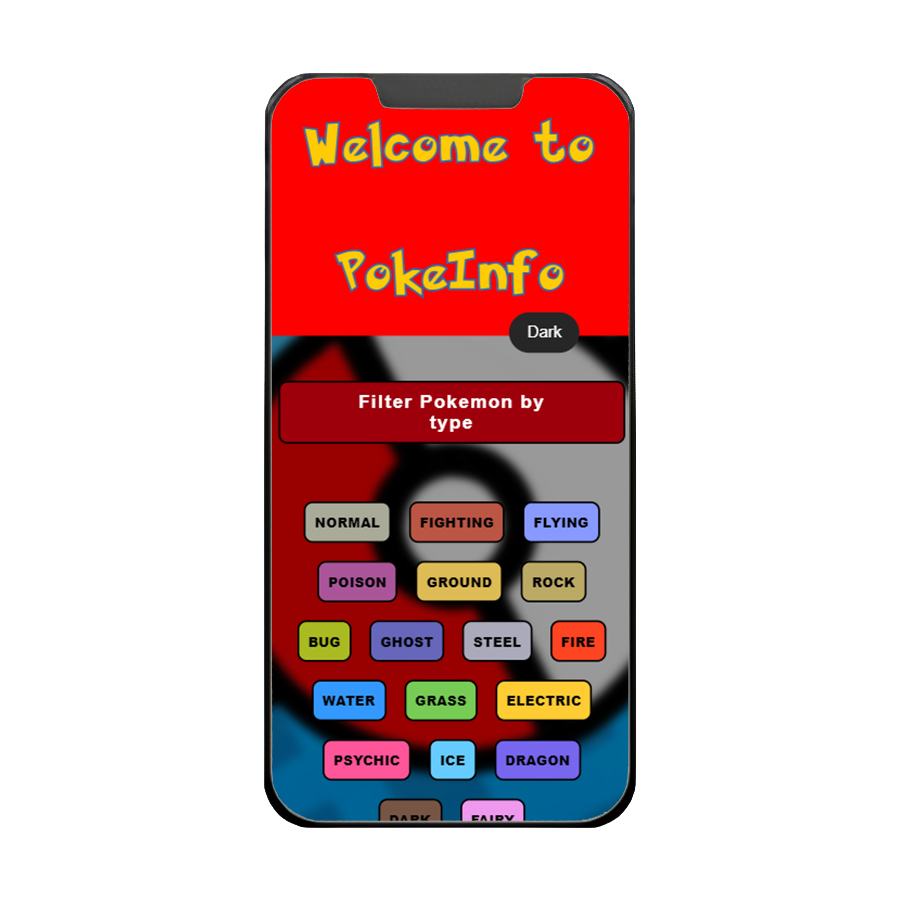 Welcome to
PokeInfo
Dark
Filter Pokemon by
type
NORMAL FIGHTING FLYING
POISON GROUND ROCK
BUG GHOST STEEL FIRE
WATER GRASS ELECTRIC
PSYCHIC ICE DRAGON
DARK FAIRY